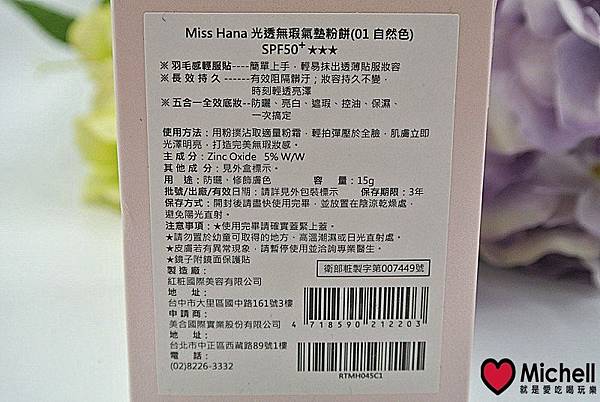 Miss Hana 光透無瑕氣墊粉餅(01 自然色)
SPF50+★★★
※羽毛感輕服貼----簡單上手，輕易抹出透薄貼服妝容
※長效持久--------有效阻隔髒汙；妝容持久不變，
時刻輕透亮澤
※五合一全效底妝--防曬、亮白、遮瑕、控油、保濕、
一次搞定
使用方法：用粉撲沾取適量粉霜，輕拍彈壓於全臉，肌膚立即
光澤明亮，打造完美無瑕妝感。
主成分：Zinc Oxide 5% W/W
其他成分：見外盒標示。
用途：防曬、修飾膚色 容量：15g
批號/出廠/有效日期：請詳見外包裝標示 保存期限：3年
保存方式：開封後請盡快使用完畢，並放置在陰涼乾燥處，
避免陽光直射。
注意事項：★使用完畢請確實蓋緊上蓋。
★請勿置於幼童可取得的地方、高溫潮濕或日光直射處。
★皮膚若有異常現象，請暫停使用並洽詢專業醫生。
★鏡子附鏡面保護貼
製造廠：
紅粧國際美容有限公司
地址：
台中市大里區國中路161號3樓
申請商：
美合國際實業股份有限公司
地址：
台北市中正區西藏路89號1樓
電話：
(02)8226-3332
衛部粧製字第007449號
4 718590 212203
RTMH045C1
Michell
就是愛吃喝玩樂